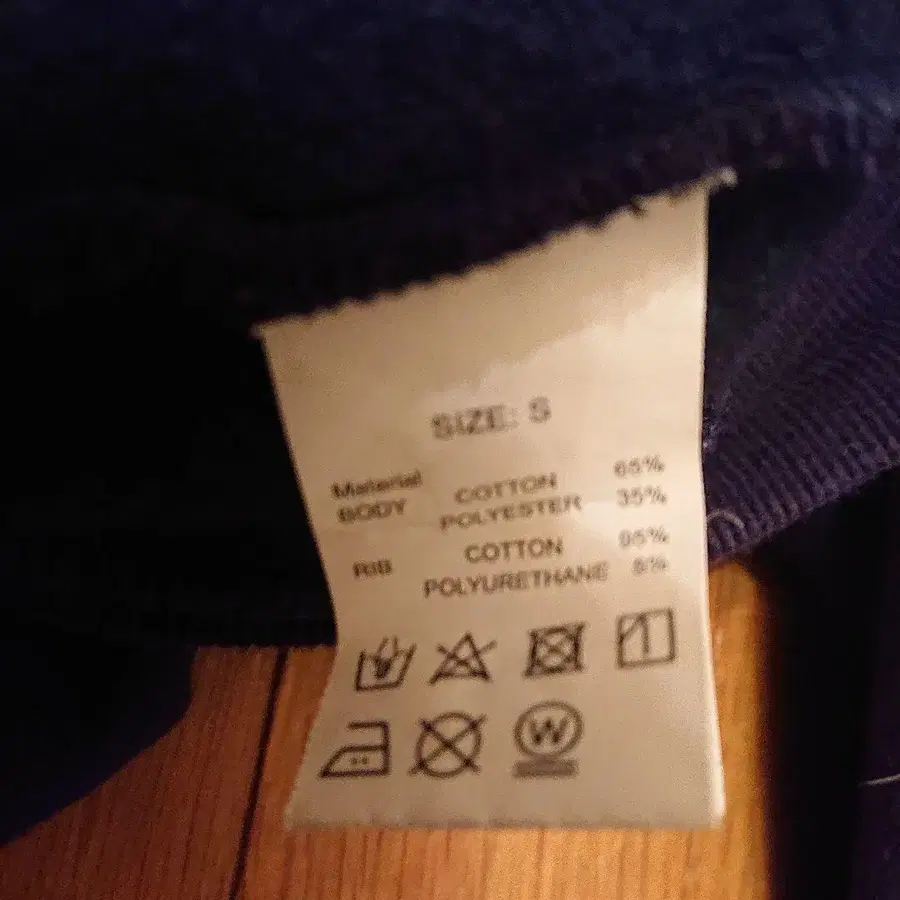 SIZE: S
Material
BODY COTTON 65%
POLYESTER 35%
RIB COTTON 95%
POLYURETHANE 5%
W